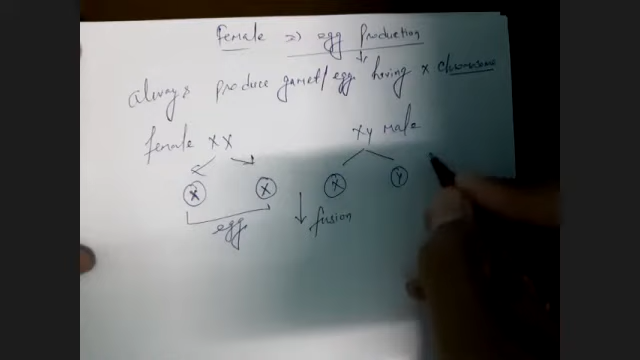 female => egg Production
always produce gamet/egg having x chromosome
female XX
xy male
X X X Y
egg
fusion